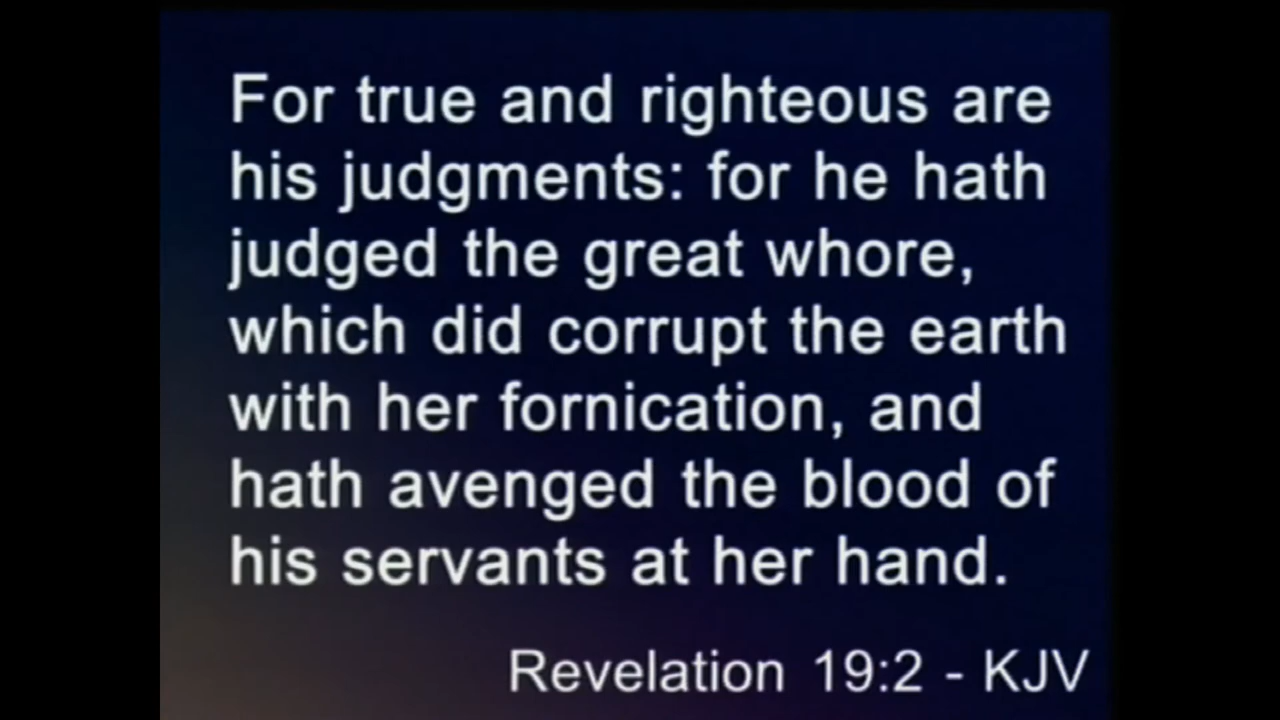 For true and righteous are
his judgments: for he hath
judged the great whore,
which did corrupt the earth
with her fornication, and
hath avenged the blood of
his servants at her hand.
Revelation 19:2 - KJV